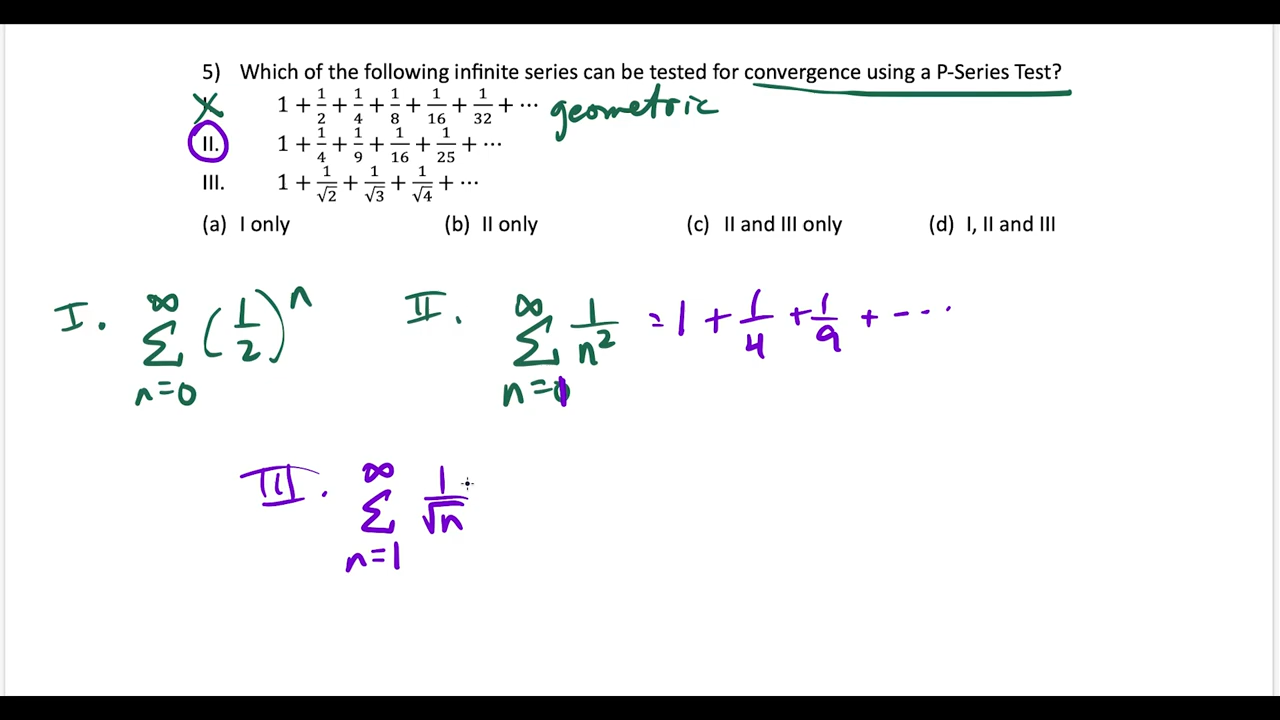 5) Which of the following infinite series can be tested for convergence using a P-Series Test?
I. 1 + 1/2 + 1/4 + 1/8 + 1/16 + 1/32 + ⋯ geometric
II. 1 + 1/4 + 1/9 + 1/16 + 1/25 + ⋯
III. 1 + 1/√2 + 1/√3 + 1/√4 + ⋯
(a) I only (b) II only (c) II and III only (d) I, II and III
I. ∞ Σ n=0 (1/2)^n II. ∞ Σ n=1 1/n^2 = 1 + 1/4 + 1/9 + ---
III. ∞ Σ n=1 1/√n